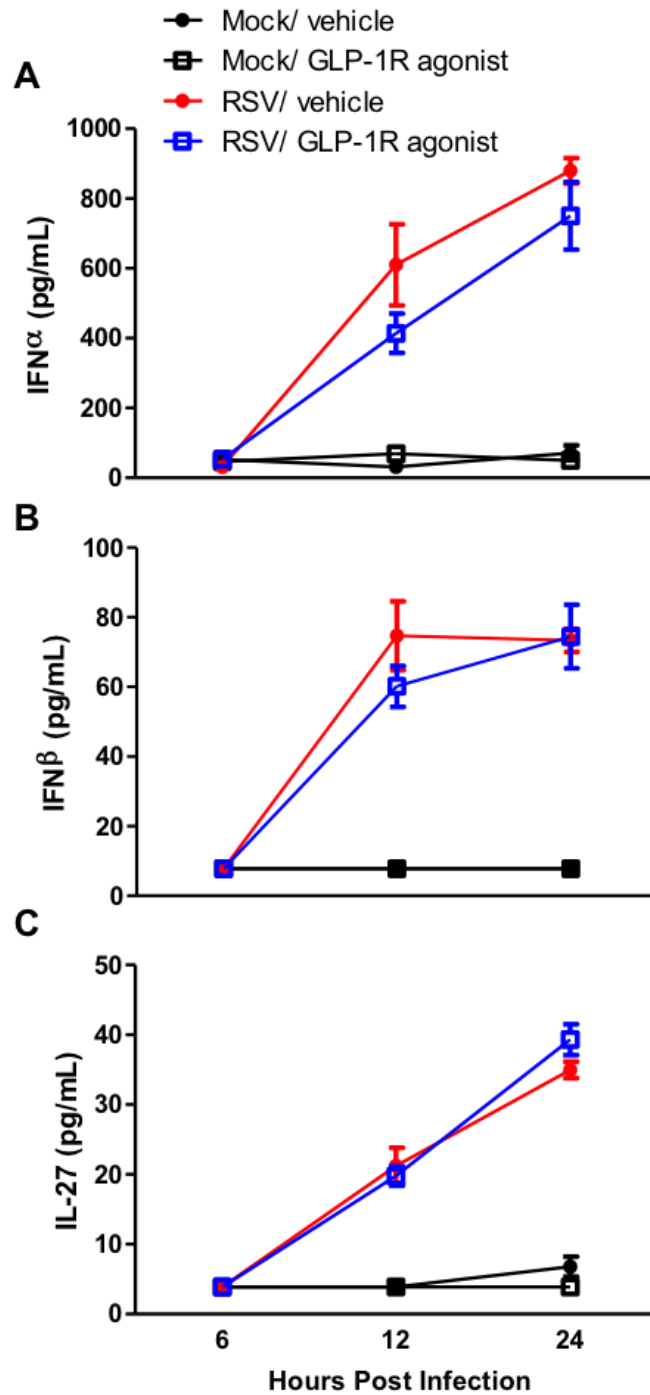 Mock/ vehicle
Mock/ GLP-1R agonist
RSV/ vehicle
RSV/ GLP-1R agonist
A
1000
800
600
400
200
0
IFNα (pg/mL)
B
100
80
60
40
20
0
IFNβ (pg/mL)
C
50
40
30
20
10
0
IL-27 (pg/mL)
6 12 24
Hours Post Infection